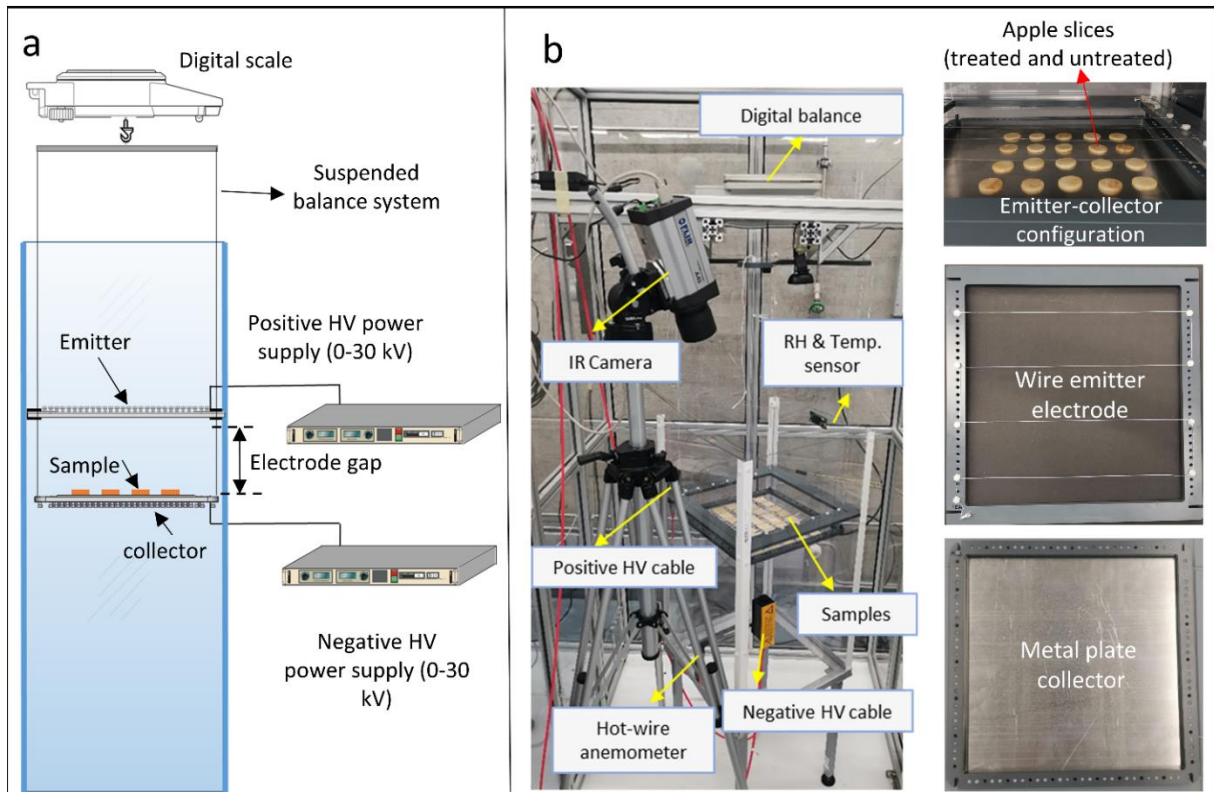 a
Digital scale
Suspended
balance system
Emitter
Positive HV power
supply (0-30 kV)
Electrode gap
Sample
collector
Negative HV
power supply (0-30
kV)
b
Digital balance
FLIR
IR Camera
RH & Temp.
sensor
Positive HV cable
Samples
Hot-wire
anemometer
Negative HV cable
Apple slices
(treated and untreated)
Emitter-collector
configuration
Wire emitter
electrode
Metal plate
collector